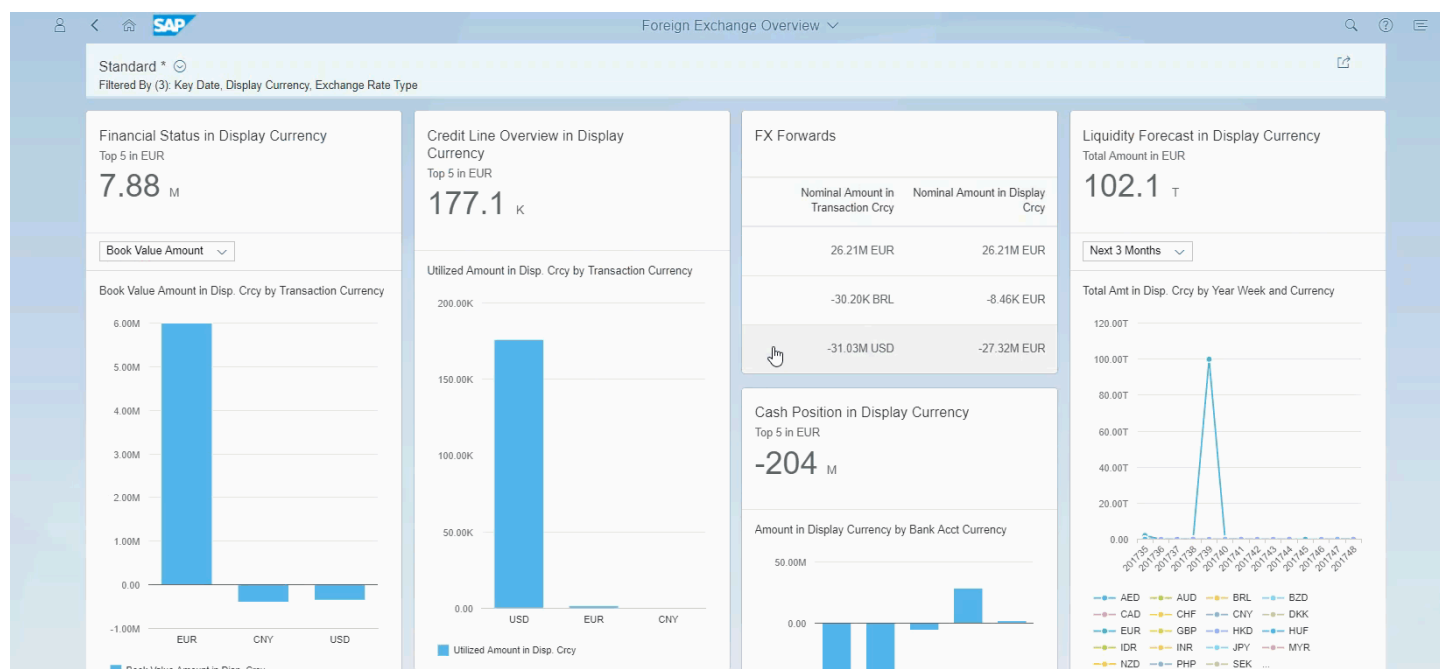 SAP
Foreign Exchange Overview
Standard *
Filtered By (3): Key Date, Display Currency, Exchange Rate Type
Financial Status in Display Currency
Top 5 in EUR
7.88 M
Book Value Amount
Book Value Amount in Disp. Crcy by Transaction Currency
6.00M
5.00M
4.00M
3.00M
2.00M
1.00M
0.00
-1.00M
EUR CNY USD
Book Value Amount in Disp. Crcy
Credit Line Overview in Display
Currency
Top 5 in EUR
177.1 K
Utilized Amount in Disp. Crcy by Transaction Currency
200.00K
150.00K
100.00K
50.00K
0.00
USD EUR CNY
Utilized Amount in Disp. Crcy
FX Forwards
Nominal Amount in Transaction Crcy Nominal Amount in Display Crcy
26.21M EUR 26.21M EUR
-30.20K BRL -8.46K EUR
-31.03M USD -27.32M EUR
Cash Position in Display Currency
Top 5 in EUR
-204 M
Amount in Display Currency by Bank Acct Currency
50.00M
0.00
Liquidity Forecast in Display Currency
Total Amount in EUR
102.1 T
Next 3 Months
Total Amt in Disp. Crcy by Year Week and Currency
120.00T
100.00T
80.00T
60.00T
40.00T
20.00T
0.00
201735 201736 201737 201738 201739 201740 201741 201742 201743 201744 201745 201746 201747 201748
AED AUD BRL BZD
CAD CHF CNY DKK
EUR GBP HKD HUF
IDR INR JPY MYR
NZD PHP SEK ...